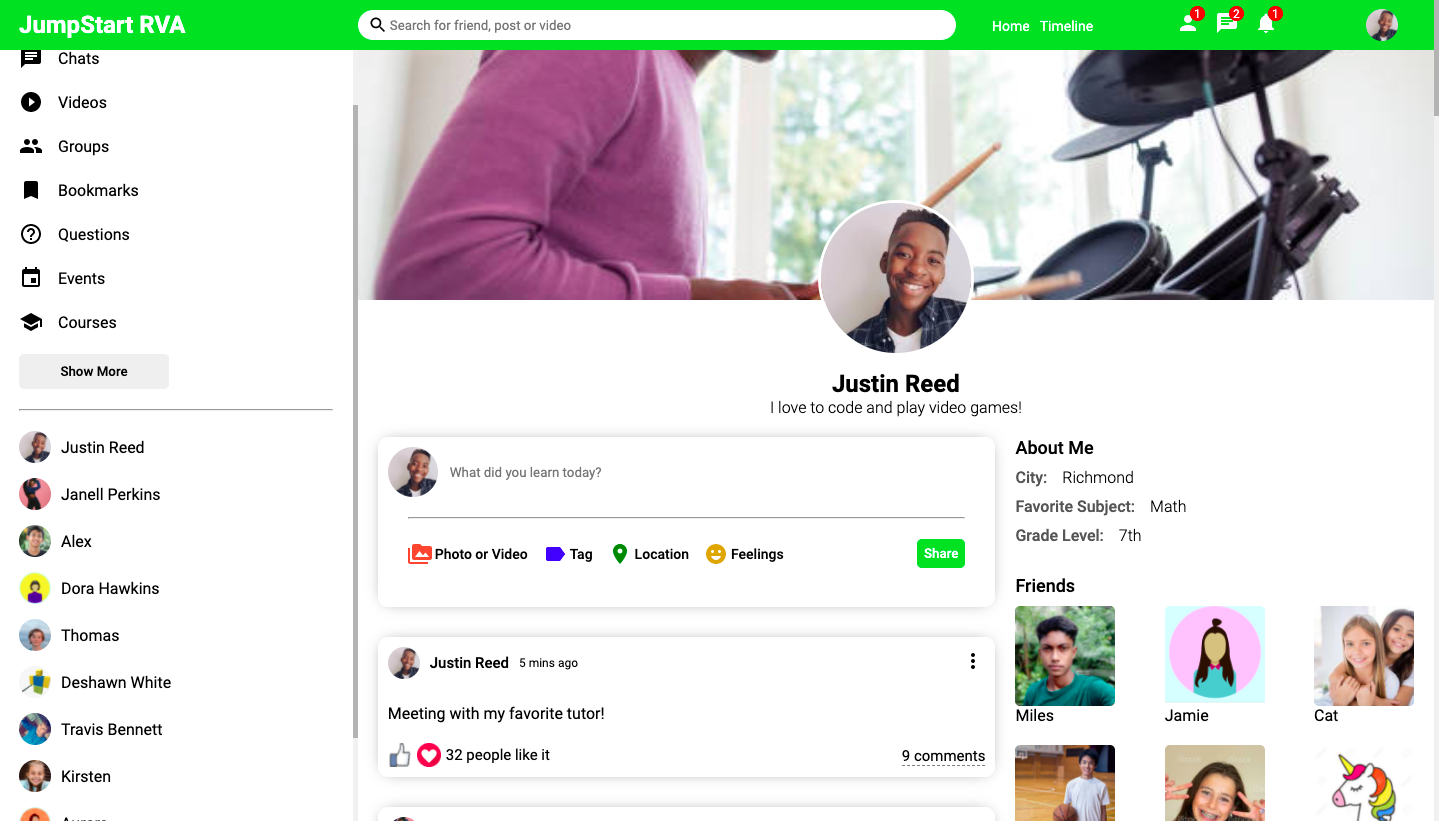 JumpStart RVA
Search for friend, post or video
Home Timeline
1
2
1
Chats
Videos
Groups
Bookmarks
Questions
Events
Courses
Show More
Justin Reed
Janell Perkins
Alex
Dora Hawkins
Thomas
Deshawn White
Travis Bennett
Kirsten
Justin Reed
I love to code and play video games!
What did you learn today?
Photo or Video Tag Location Feelings Share
Justin Reed 5 mins ago
Meeting with my favorite tutor!
32 people like it 9 comments
About Me
City: Richmond
Favorite Subject: Math
Grade Level: 7th
Friends
Miles Jamie Cat